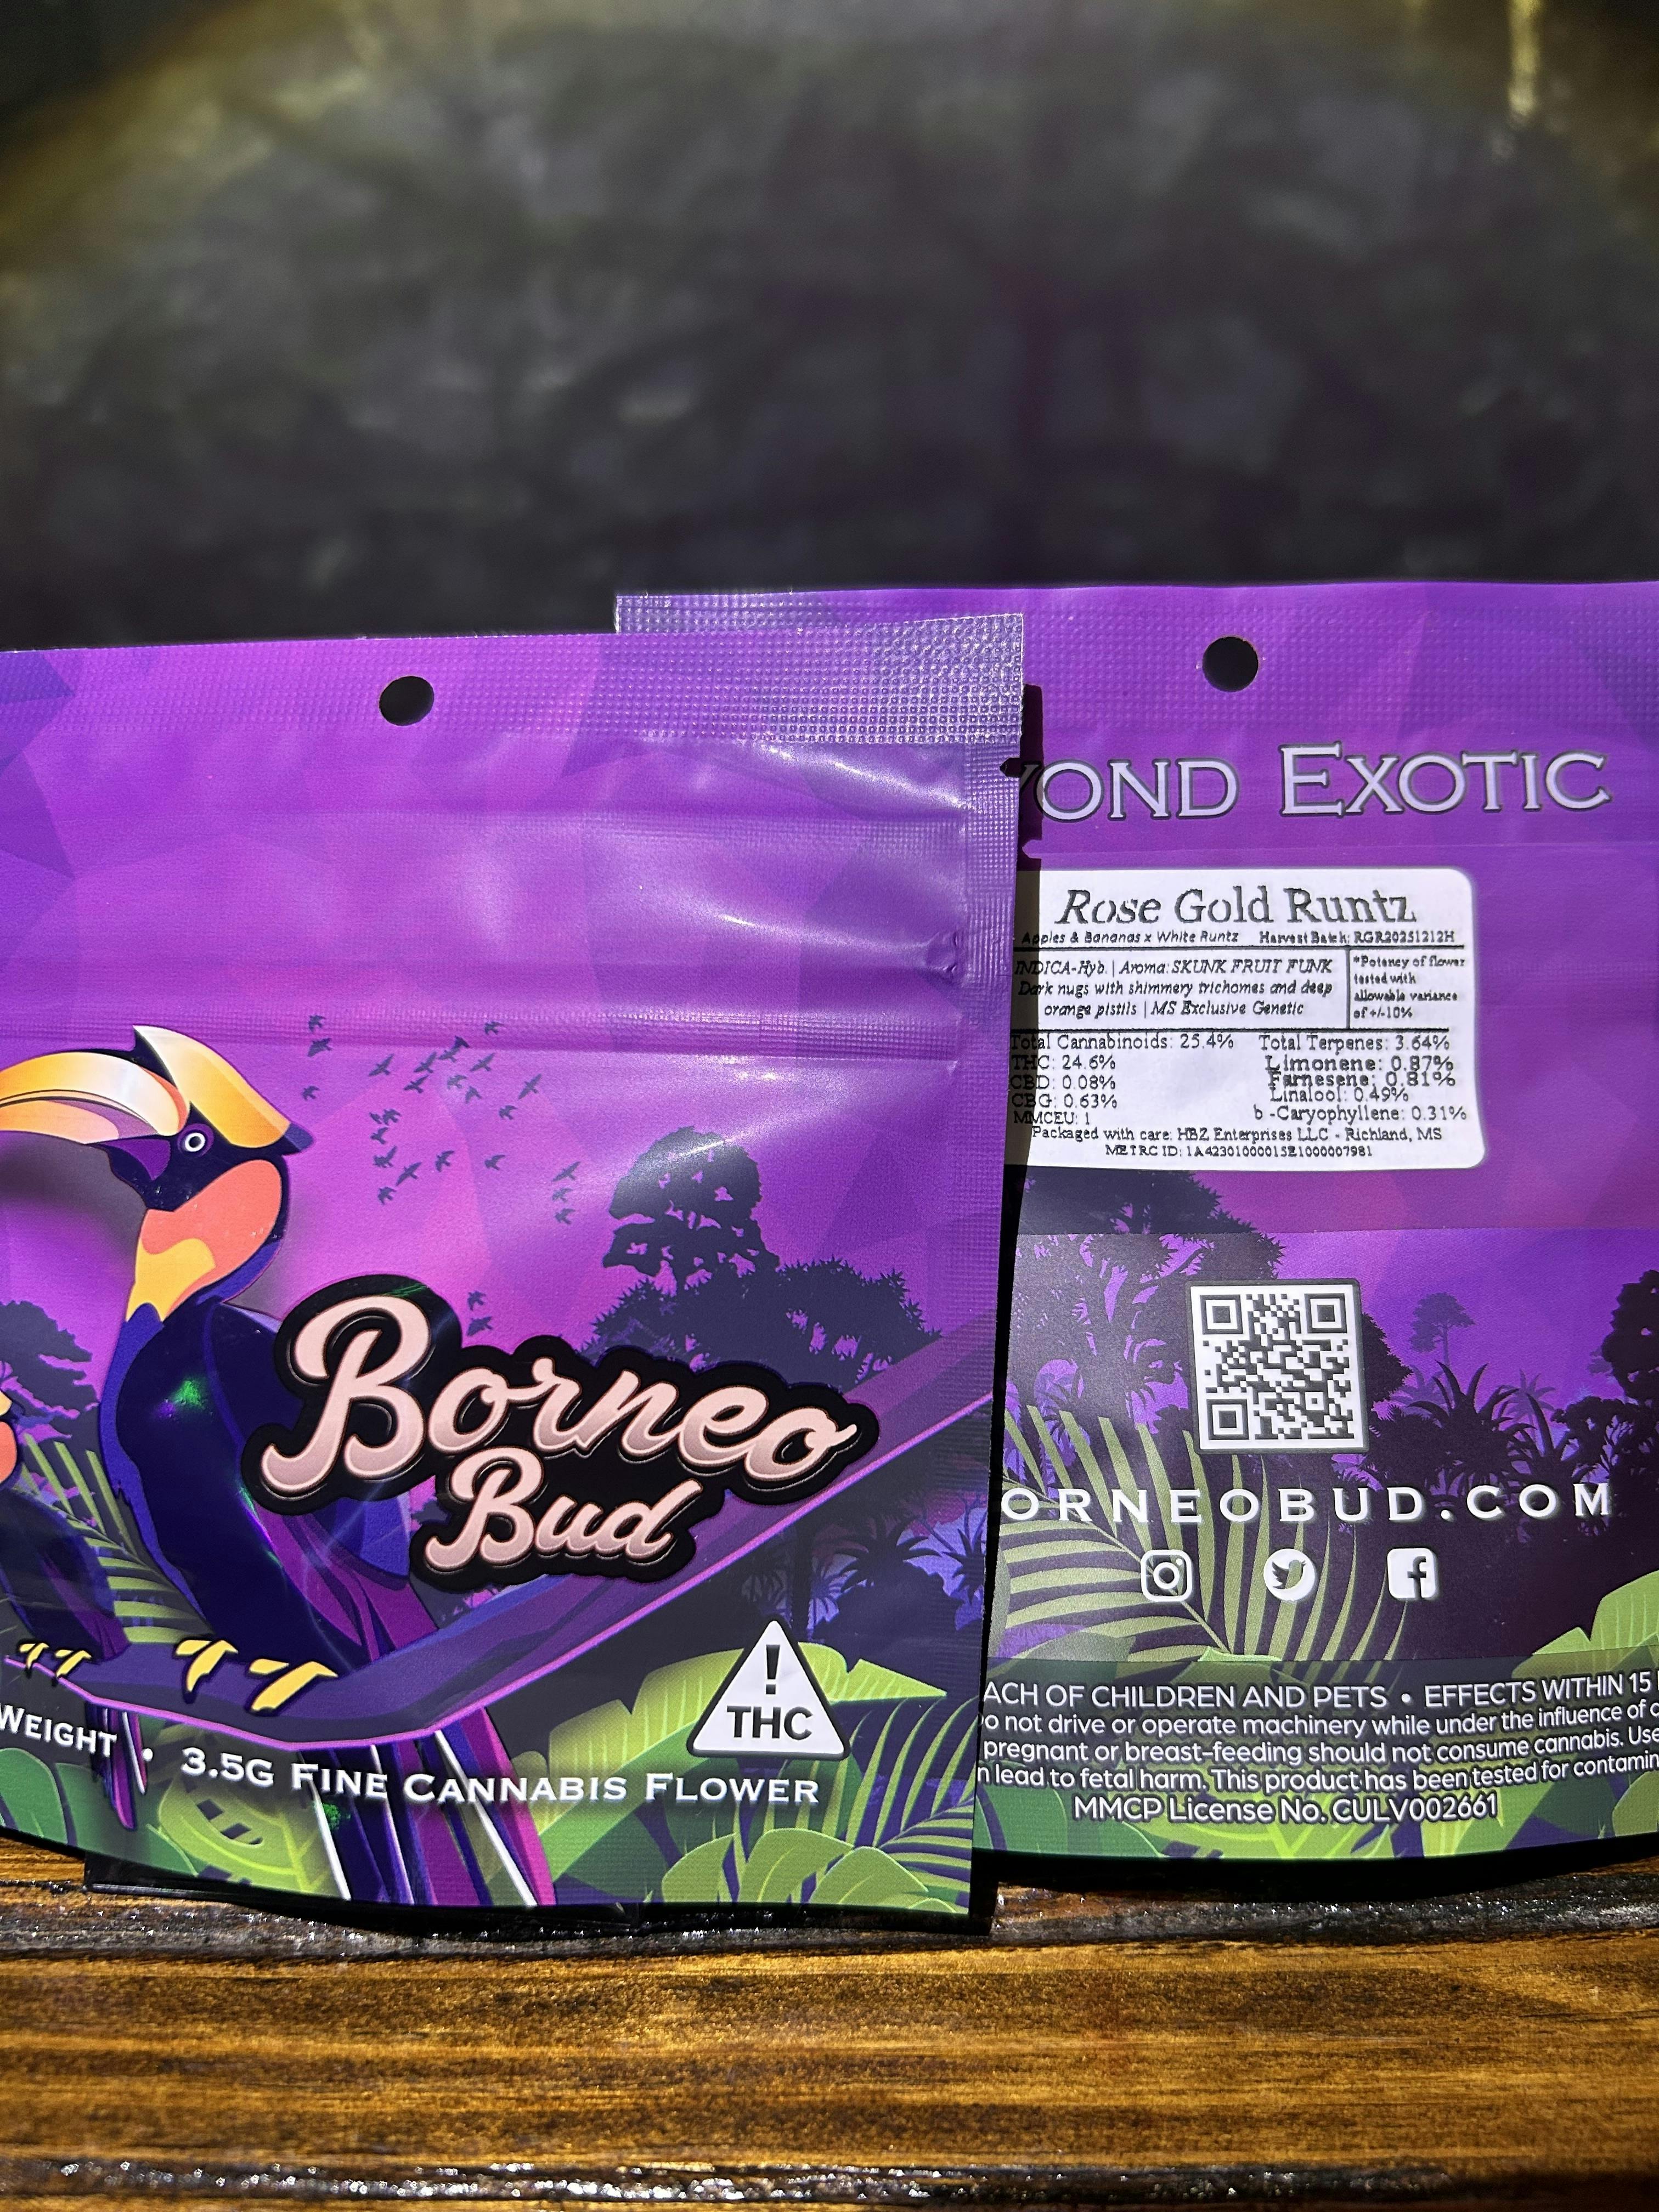 Borneo
Bud
WEIGHT • 3.5G FINE CANNABIS FLOWER
!
THC
YOND EXOTIC
Rose Gold Runtz
Apples & Bananas x White Runtz Harvest Batch: RGR20251212H
INDICA-Hyb. | Aroma: SKUNK FRUIT FUNK
Dark nugs with shimmery trichomes and deep
orange pistils | MS Exclusive Genetic
*Potency of flower
tested with
allowable variance
of +/-10%
Total Cannabinoids: 25.4% Total Terpenes: 3.64%
THC: 24.6% Limonene: 0.87%
CBD: 0.08% Farnesene: 0.81%
CBG: 0.63% Linalool: 0.49%
MMCEU: 1 b -Caryophyllene: 0.31%
Packaged with care: HBZ Enterprises LLC - Richland, MS
METRC ID: 1A42301000015E1000007981
ORNEOBUD.COM
ACH OF CHILDREN AND PETS • EFFECTS WITHIN 15
o not drive or operate machinery while under the influence of
pregnant or breast-feeding should not consume cannabis. Use
n lead to fetal harm. This product has been tested for contamin
MMCP License No. CULV002661